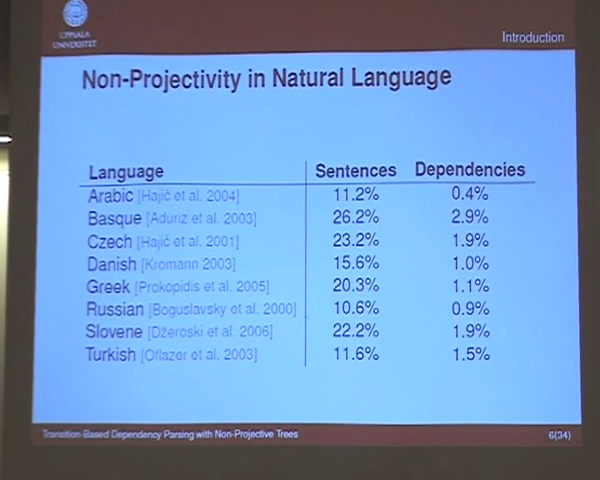 UPPSALA
UNIVERSITET
Introduction
Non-Projectivity in Natural Language
Language Sentences Dependencies
Arabic [Hajič et al. 2004] 11.2% 0.4%
Basque [Aduriz et al. 2003] 26.2% 2.9%
Czech [Hajič et al. 2001] 23.2% 1.9%
Danish [Kromann 2003] 15.6% 1.0%
Greek [Prokopidis et al. 2005] 20.3% 1.1%
Russian [Boguslavsky et al. 2000] 10.6% 0.9%
Slovene [Džeroski et al. 2006] 22.2% 1.9%
Turkish [Oflazer et al. 2003] 11.6% 1.5%
Transition-Based Dependency Parsing with Non-Projective Trees 6(34)